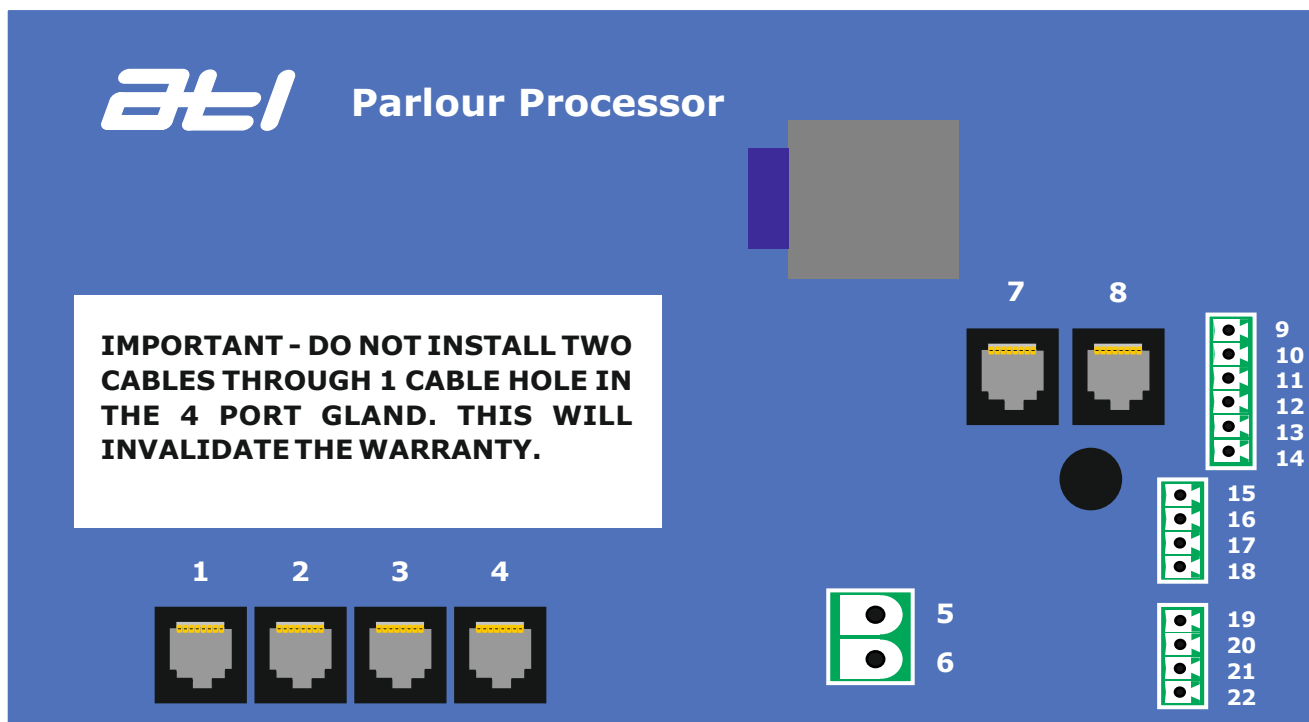 atl Parlour Processor
IMPORTANT - DO NOT INSTALL TWO
CABLES THROUGH 1 CABLE HOLE IN
THE 4 PORT GLAND. THIS WILL
INVALIDATE THE WARRANTY.
7 8
9
10
11
12
13
14
15
16
17
18
1 2 3 4
5
6
19
20
21
22